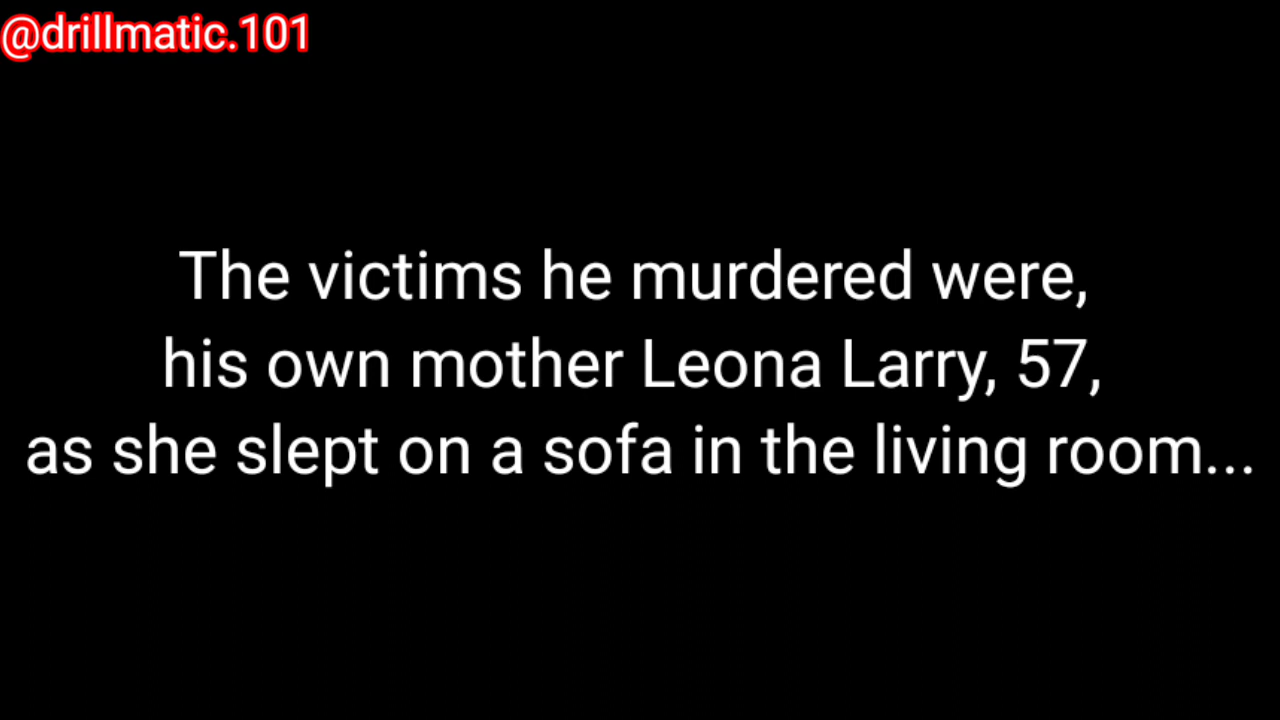 @drillmatic.101
The victims he murdered were,
his own mother Leona Larry, 57,
as she slept on a sofa in the living room...